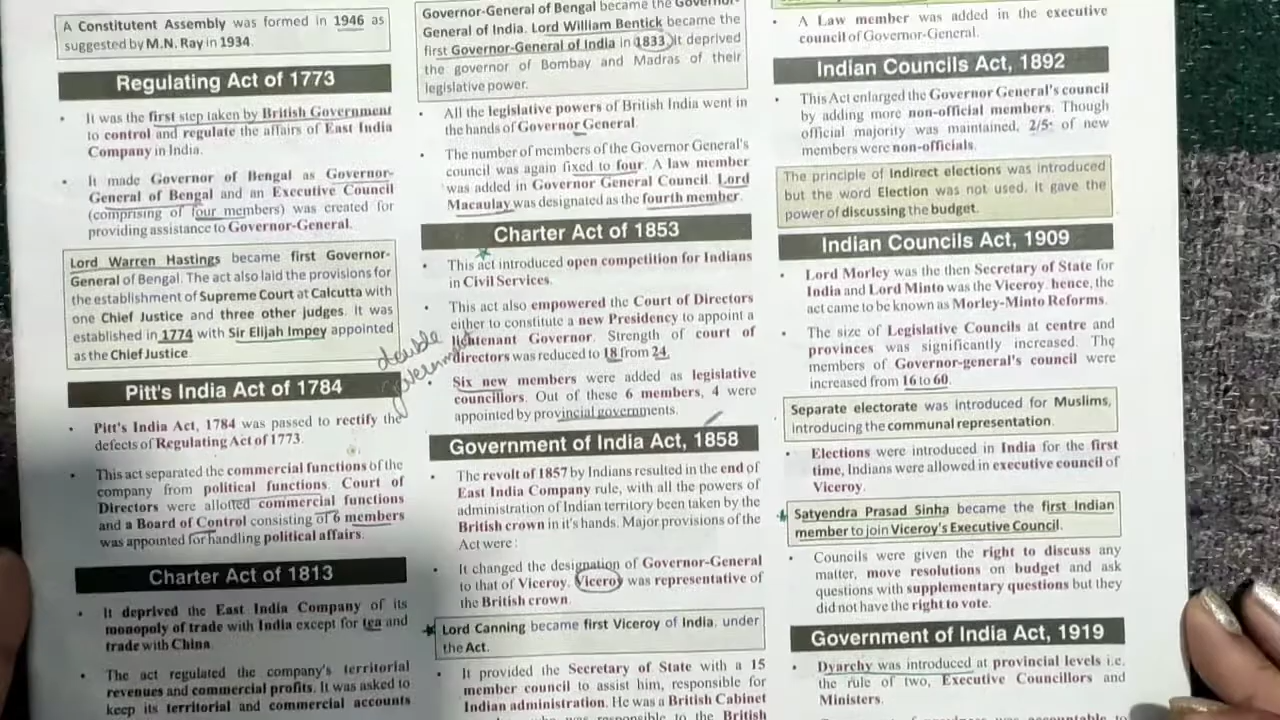 A Constitutent Assembly was formed in 1946 as
suggested by M.N. Ray in 1934.
Regulating Act of 1773
• It was the first step taken by British Government
to control and regulate the affairs of East India
Company in India.
• It made Governor of Bengal as Governor-
General of Bengal and an Executive Council
(comprising of four members) was created for
providing assistance to Governor-General.
Lord Warren Hastings became first Governor-
General of Bengal. The act also laid the provisions for
the establishment of Supreme Court at Calcutta with
one Chief Justice and three other judges. It was
established in 1774 with Sir Elijah Impey appointed
as the Chief Justice.
Pitt's India Act of 1784
• Pitt's India Act, 1784 was passed to rectify the
defects of Regulating Act of 1773.
• This act separated the commercial functions of the
company from political functions. Court of
Directors were allotted commercial functions
and a Board of Control consisting of 6 members
was appointed for handling political affairs.
Charter Act of 1813
• It deprived the East India Company of its
monopoly of trade with India except for tea and
trade with China
• The act regulated the company's territorial
revenues and commercial profits. It was asked to
keep its territorial and commercial accounts
Governor-General of Bengal became the Governor-
General of India. Lord William Bentick became the
first Governor-General of India in 1833. It deprived
the governor of Bombay and Madras of their
legislative power.
• All the legislative powers of British India went in
the hands of Governor General.
• The number of members of the Governor General's
council was again fixed to four. A law member
was added in Governor General Council. Lord
Macaulay was designated as the fourth member.
Charter Act of 1853
• This act introduced open competition for Indians
in Civil Services.
• This act also empowered the Court of Directors
either to constitute a new Presidency to appoint a
lieutenant Governor. Strength of court of
directors was reduced to 18 from 24.
double
government
• Six new members were added as legislative
councillors. Out of these 6 members, 4 were
appointed by provincial governments.
Government of India Act, 1858
• The revolt of 1857 by Indians resulted in the end of
East India Company rule, with all the powers of
administration of Indian territory been taken by the
British crown in it's hands. Major provisions of the
Act were :
• It changed the designation of Governor-General
to that of Viceroy. Viceroy was representative of
the British crown.
Lord Canning became first Viceroy of India, under
the Act.
• It provided the Secretary of State with a 15
member council to assist him, responsible for
Indian administration. He was a British Cabinet
was responsible to the British
• A Law member was added in the executive
council of Governor-General.
Indian Councils Act, 1892
• This Act enlarged the Governor General's council
by adding more non-official members. Though
official majority was maintained, 2/5 of new
members were non-officials.
The principle of Indirect elections was introduced
but the word Election was not used. It gave the
power of discussing the budget.
Indian Councils Act, 1909
• Lord Morley was the then Secretary of State for
India and Lord Minto was the Viceroy, hence, the
act came to be known as Morley-Minto Reforms.
• The size of Legislative Councils at centre and
provinces was significantly increased. The
members of Governor-general's council were
increased from 16 to 60.
Separate electorate was introduced for Muslims,
introducing the communal representation.
• Elections were introduced in India for the first
time, Indians were allowed in executive council of
Viceroy.
Satyendra Prasad Sinha became the first Indian
member to join Viceroy's Executive Council.
• Councils were given the right to discuss any
matter, move resolutions on budget and ask
questions with supplementary questions but they
did not have the right to vote.
Government of India Act, 1919
• Dyarchy was introduced at provincial levels i.e.
the rule of two, Executive Councillors and
Ministers.